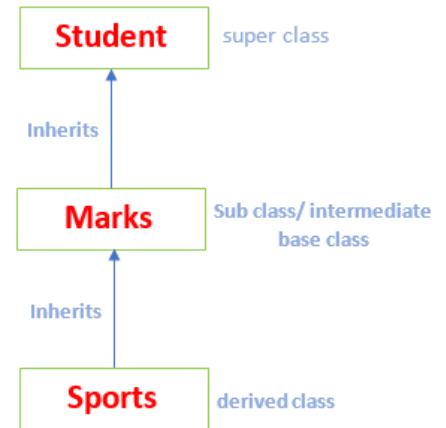 Student
super class
Inherits
Marks
Sub class/ intermediate
base class
Inherits
Sports
derived class